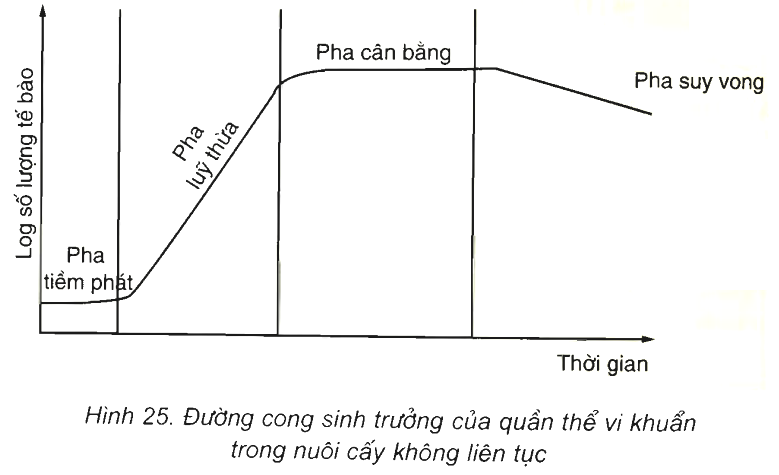 Pha cân bằng
Pha suy vong
Pha
luỹ thừa
Log số lượng tế bào
Pha
tiềm phát
Thời gian
Hình 25. Đường cong sinh trưởng của quần thể vi khuẩn
trong nuôi cấy không liên tục